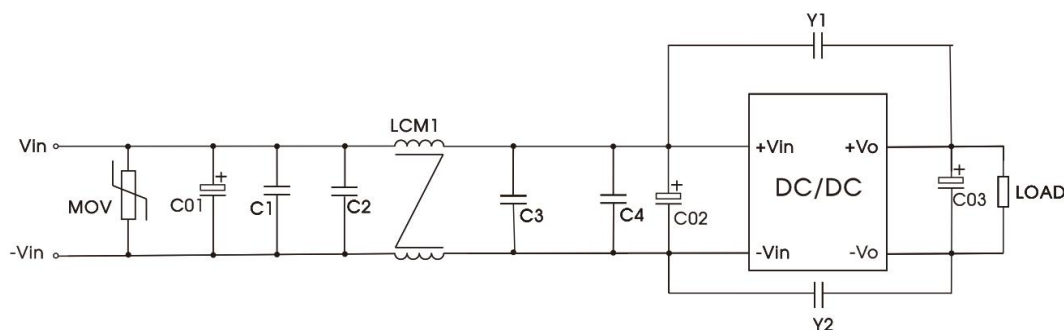 Y1
LCM1
Vin
+Vin
+Vo
MOV
+
C01
C1
C2
C3
C4
+
C02
DC/DC
+
C03
LOAD
-Vin
-Vin
-Vo
Y2